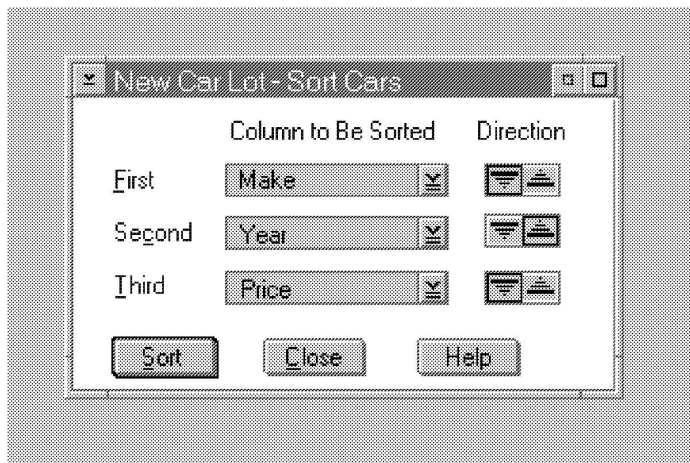 New Car Lot - Sort Cars
Column to Be Sorted Direction
First Make
Second Year
Third Price
Sort Close Help